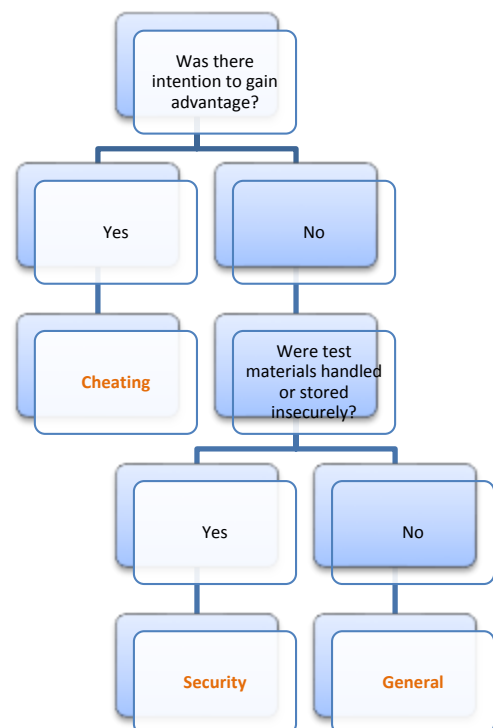 Was there
intention to gain
advantage?
Yes
No
Cheating
Were test
materials handled
or stored
insecurely?
Yes
No
Security
General